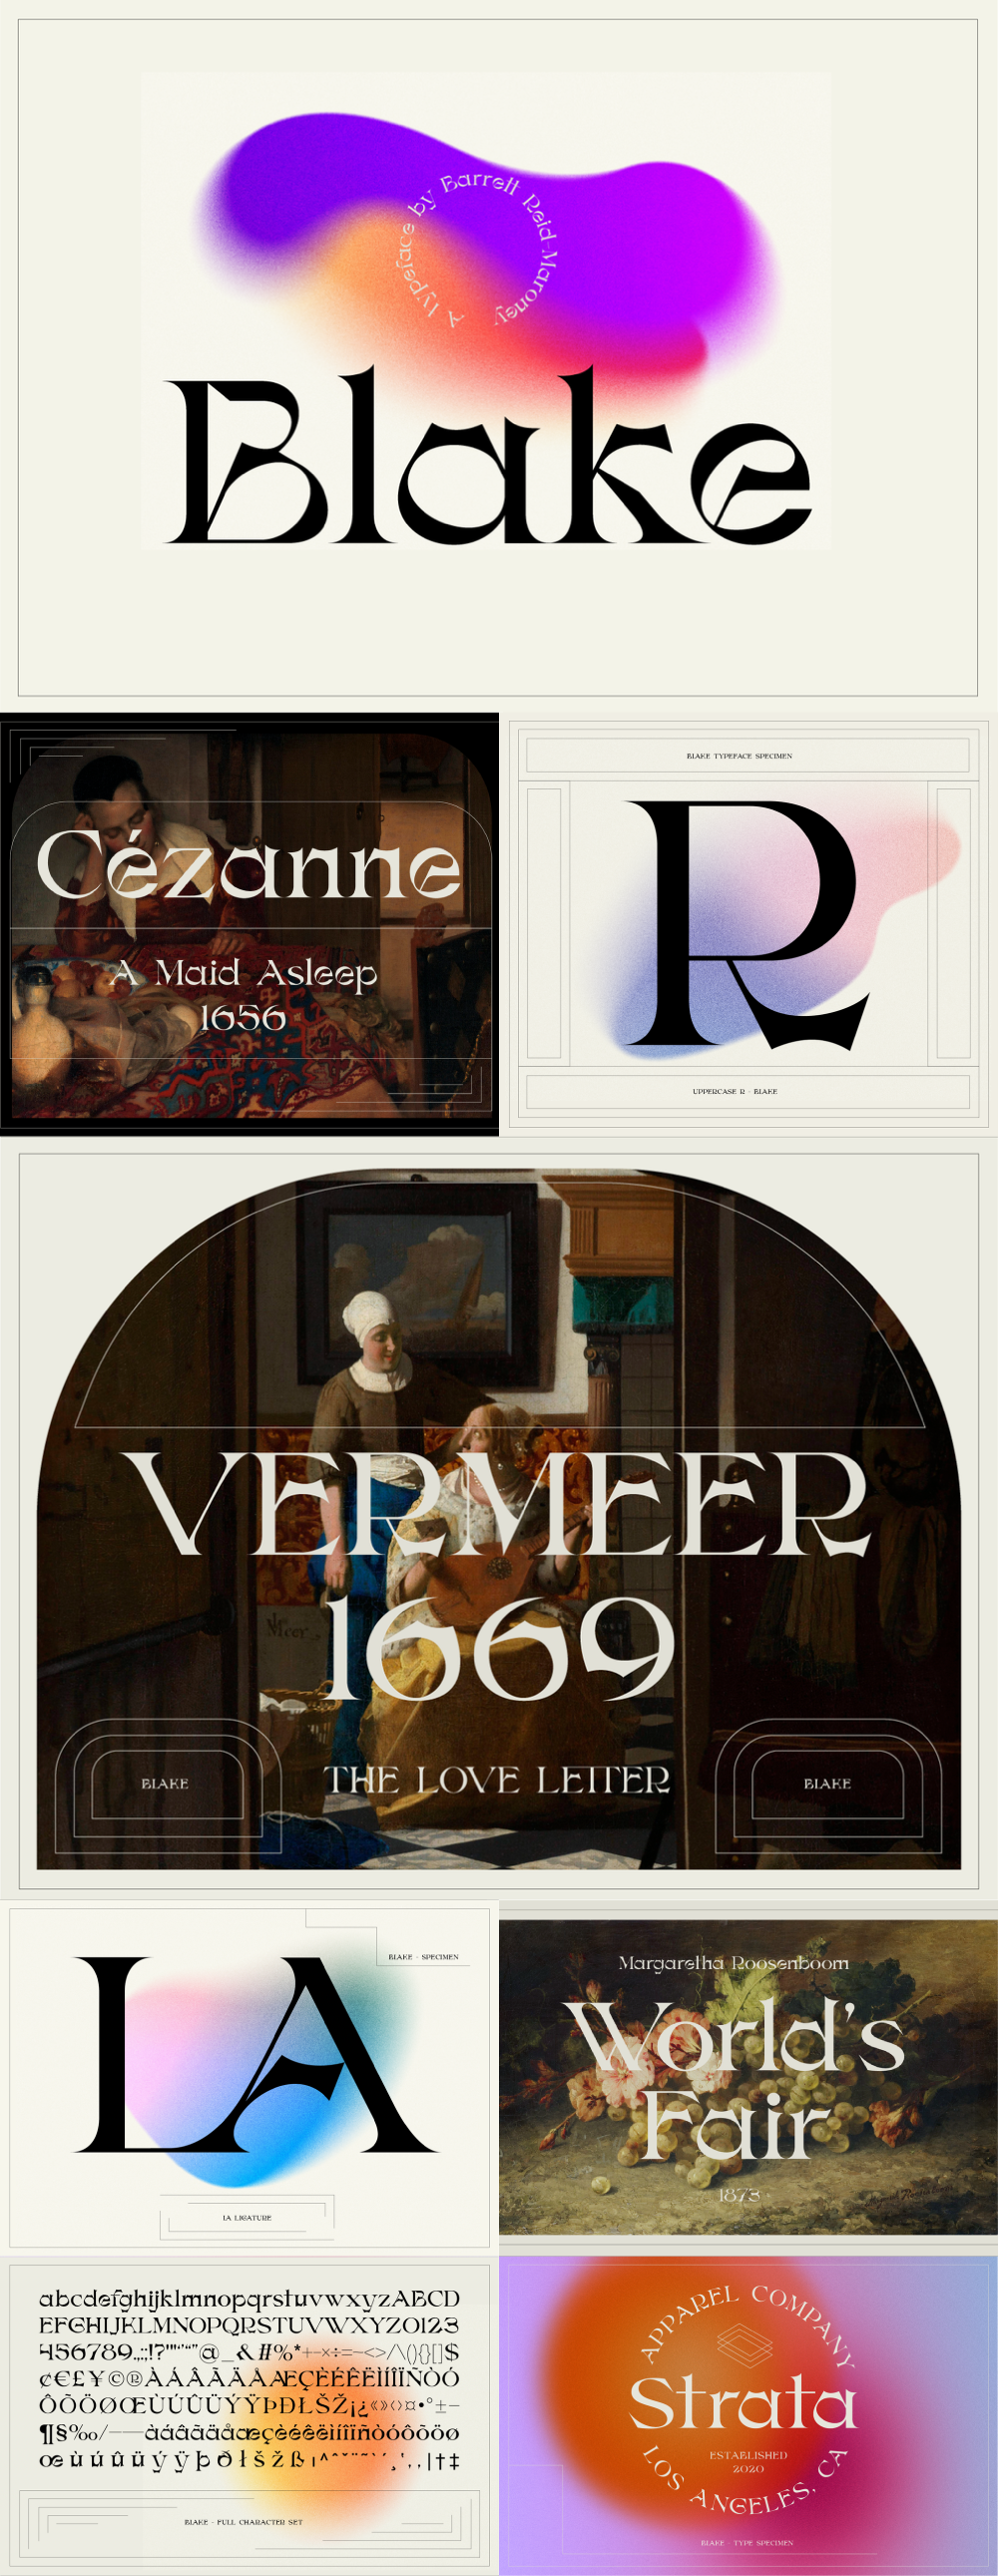 A Typeface by Barrett Reid-Maroney
Blake
Cézanne
A Maid Asleep
1656
BLAKE TYPEFACE SPECIMEN
R
UPPERCASE R - BLAKE
VERMEER
1669
BLAKE
THE LOVE LETTER
BLAKE
BLAKE - SPECIMEN
LA
LA LIGATURE
Margaretha Roosenboom
World's
Fair
1873
abcdefghijklmnopqrstuvwxyzABCD
EFGHIJKLMNOPQRSTUVWXYZ0123
456789.,:;!?"'“‘”’@_&#%*+-×÷=~<>/\(){}[]$
¢€£¥©®ÀÁÂÃÄÅÆÇÈÉÊËÌÍÎÏÑÒÓ
ÔÕÖØŒÙÚÛÜÝŸÞÐŁŠŽ¡¿«»‹›¤•°±−
¶§‰⁄–—àáâãäåæçèéêëìíîïñòóôõöø
œùúûüýÿþðłšžß
BLAKE - FULL CHARACTER SET
APPAREL COMPANY
Strata
ESTABLISHED
2020
LOS ANGELES, CA
BLAKE - TYPE SPECIMEN